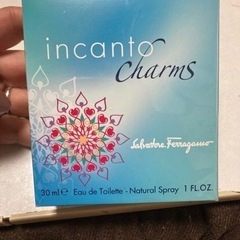 incanto
Charms
Salvatore Ferragamo
30 ml e Eau de Toilette - Natural Spray 1 FL.OZ.